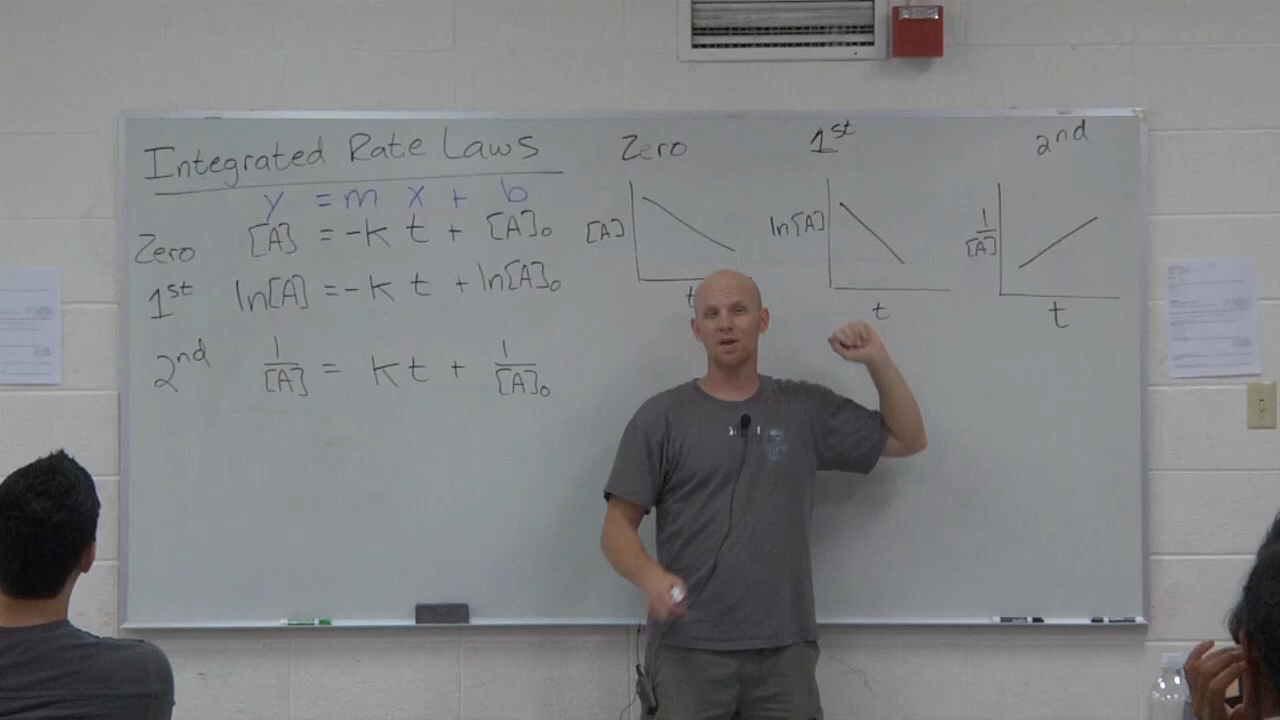 Integrated Rate Laws
y = m x + b
Zero [A] = -k t + [A]₀
1st ln[A] = -k t + ln[A]₀
2nd 1/[A] = k t + 1/[A]₀
Zero
[A]
t
1st
ln[A]
t
2nd
1/[A]
t